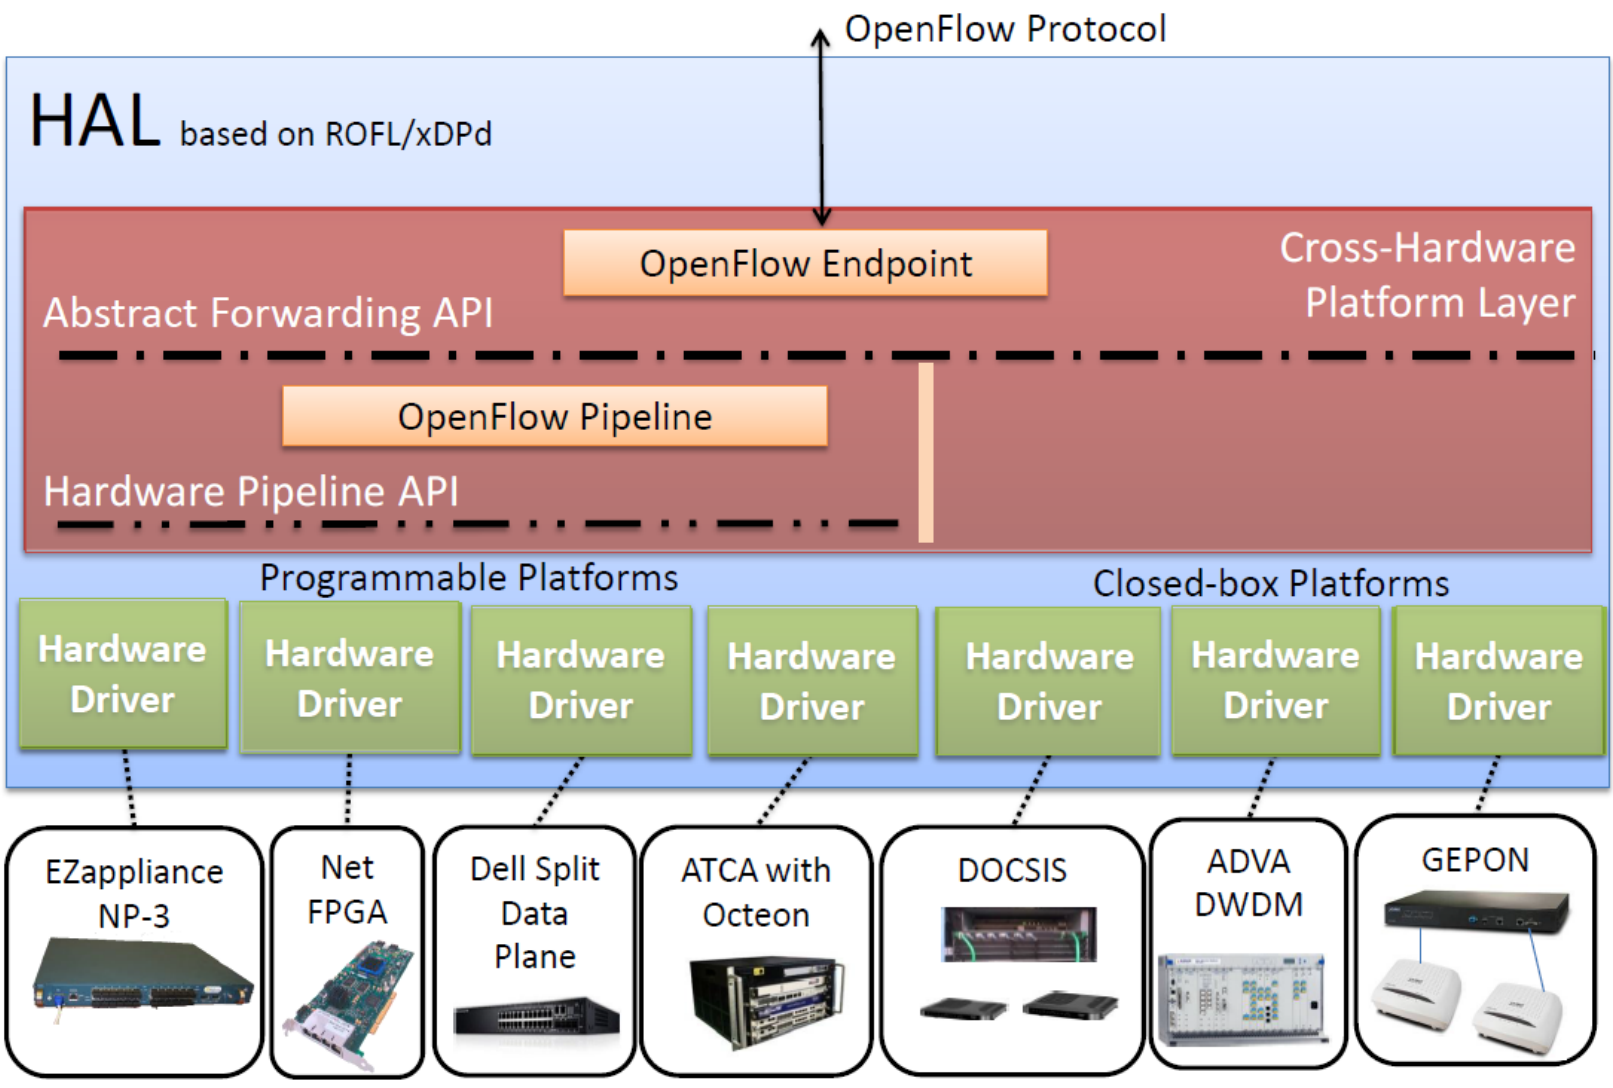 OpenFlow Protocol
HAL based on ROFL/xDPd
OpenFlow Endpoint
Cross-Hardware
Platform Layer
Abstract Forwarding API
OpenFlow Pipeline
Hardware Pipeline API
Programmable Platforms
Closed-box Platforms
Hardware
Driver
Hardware
Driver
Hardware
Driver
Hardware
Driver
Hardware
Driver
Hardware
Driver
Hardware
Driver
EZappliance
NP-3
Net
FPGA
Dell Split
Data
Plane
ATCA with
Octeon
DOCSIS
ADVA
DWDM
GEPON